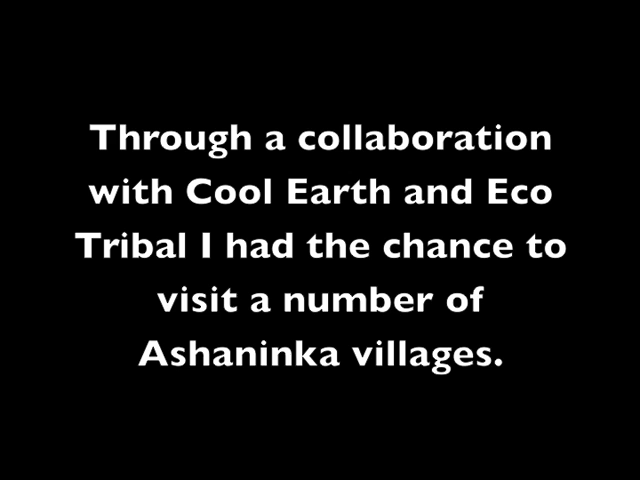 Through a collaboration
with Cool Earth and Eco
Tribal I had the chance to
visit a number of
Ashaninka villages.